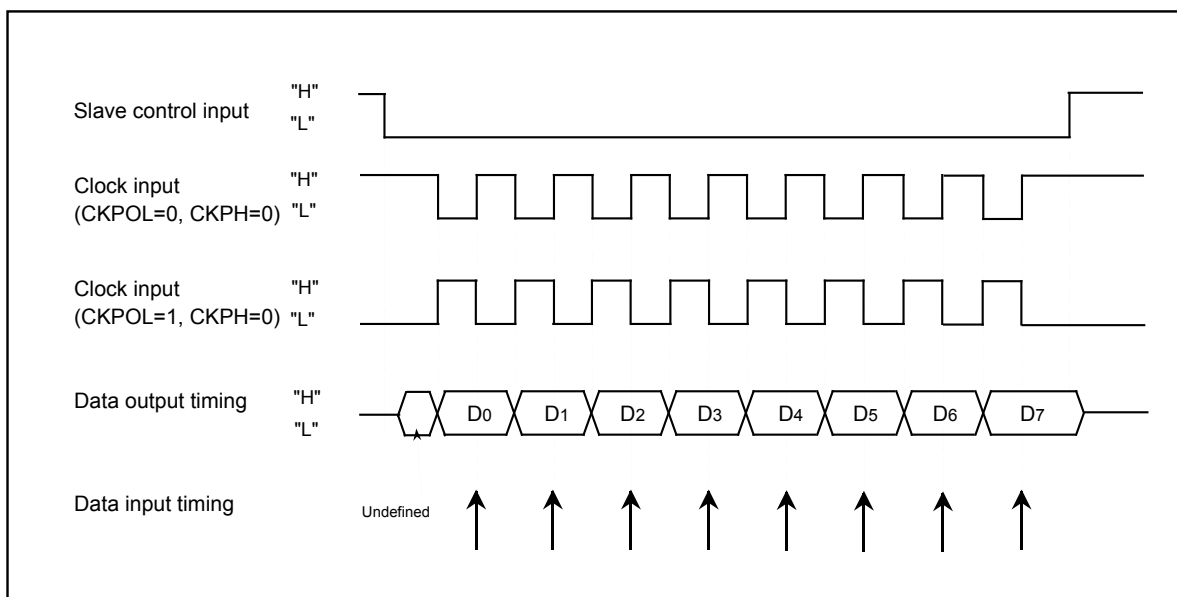 Slave control input
"H"
"L"
Clock input
(CKPOL=0, CKPH=0)
"H"
"L"
Clock input
(CKPOL=1, CKPH=0)
"H"
"L"
Data output timing
"H"
"L"
D0 D1 D2 D3 D4 D5 D6 D7
Data input timing
Undefined